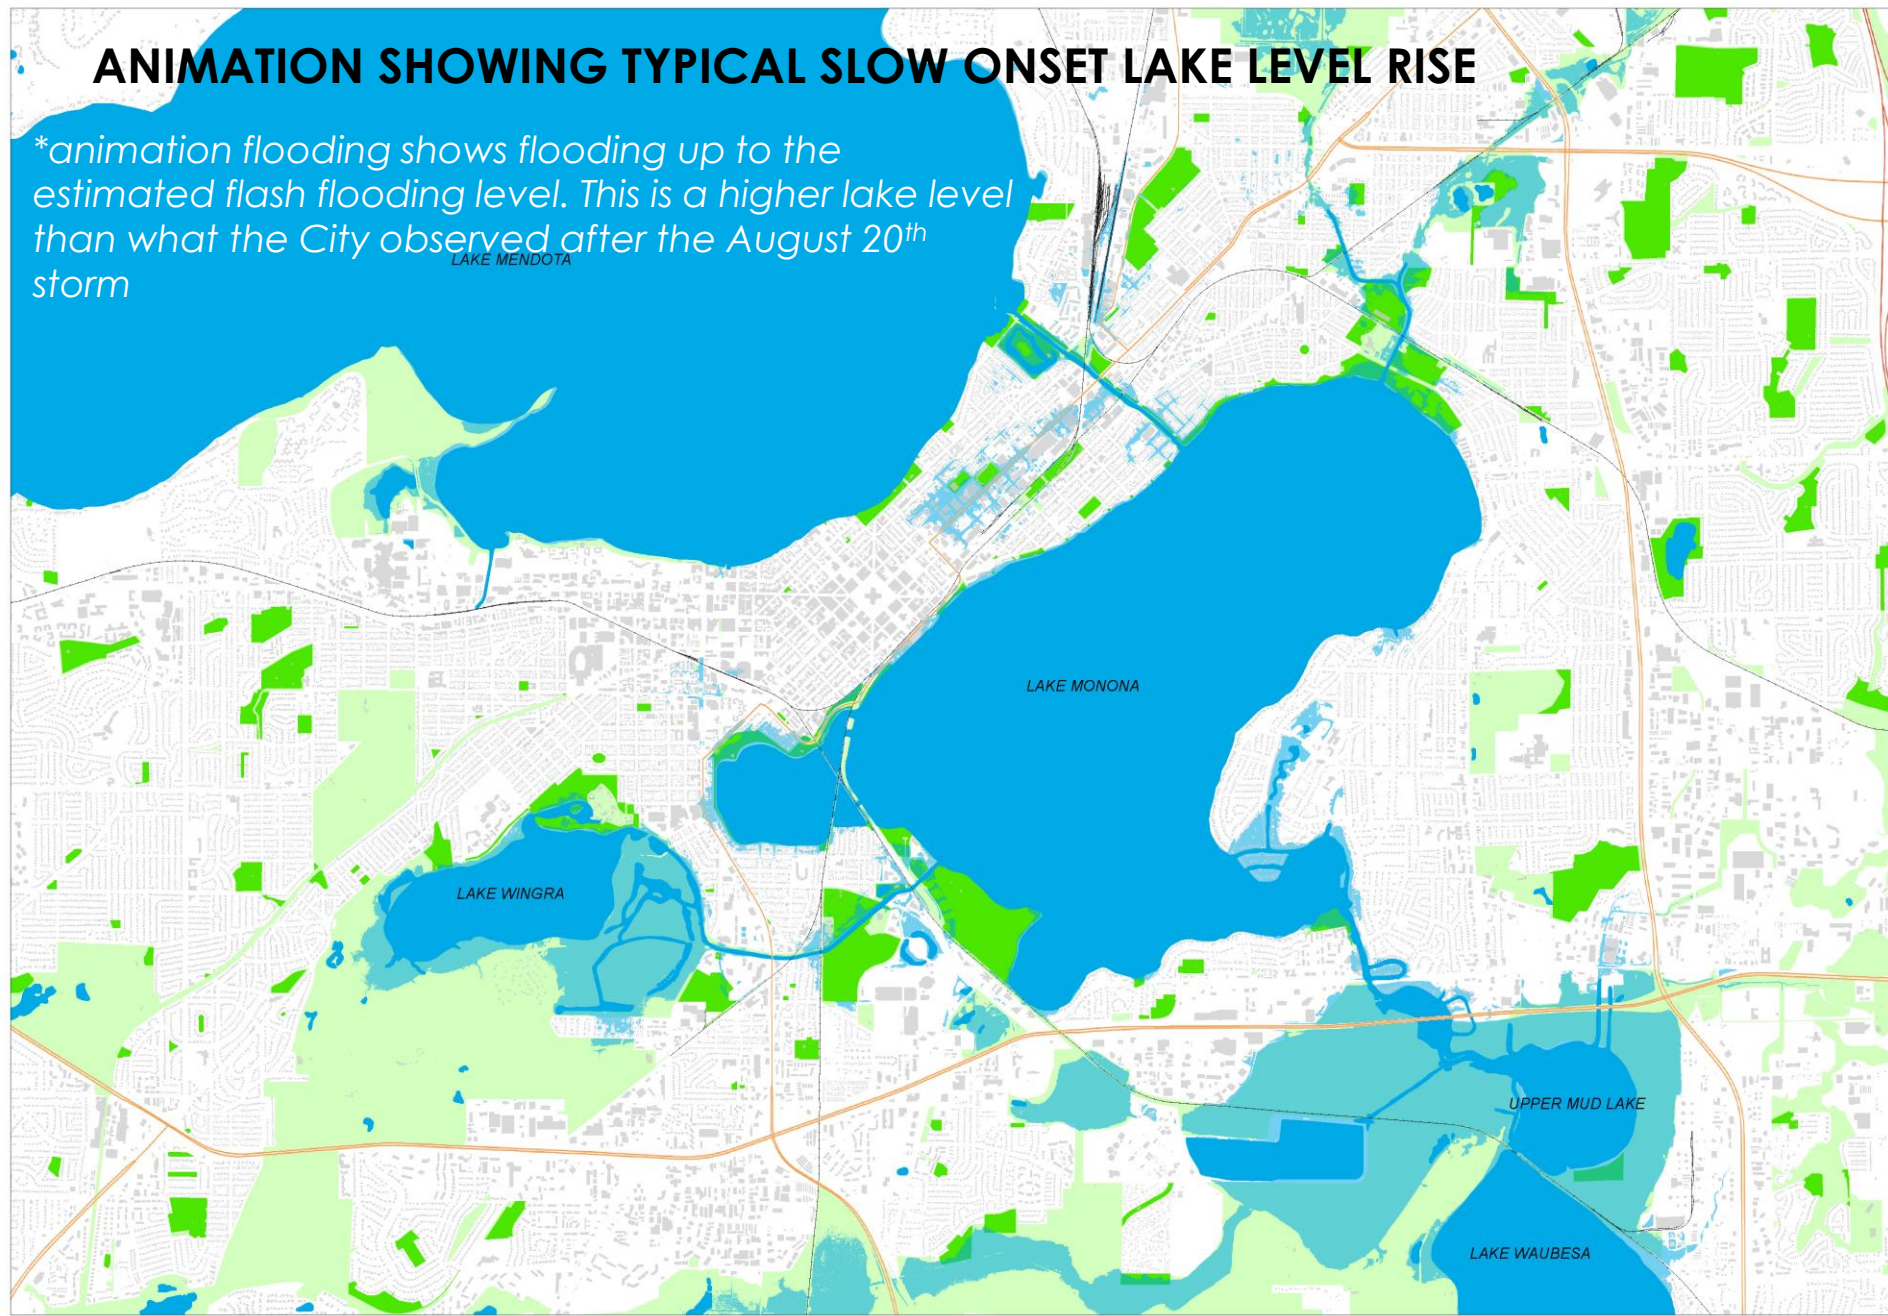 ANIMATION SHOWING TYPICAL SLOW ONSET LAKE LEVEL RISE
*animation flooding shows flooding up to the
estimated flash flooding level. This is a higher lake level
than what the City observed after the August 20th
storm
LAKE MENDOTA
LAKE MONONA
LAKE WINGRA
UPPER MUD LAKE
LAKE WAUBESA